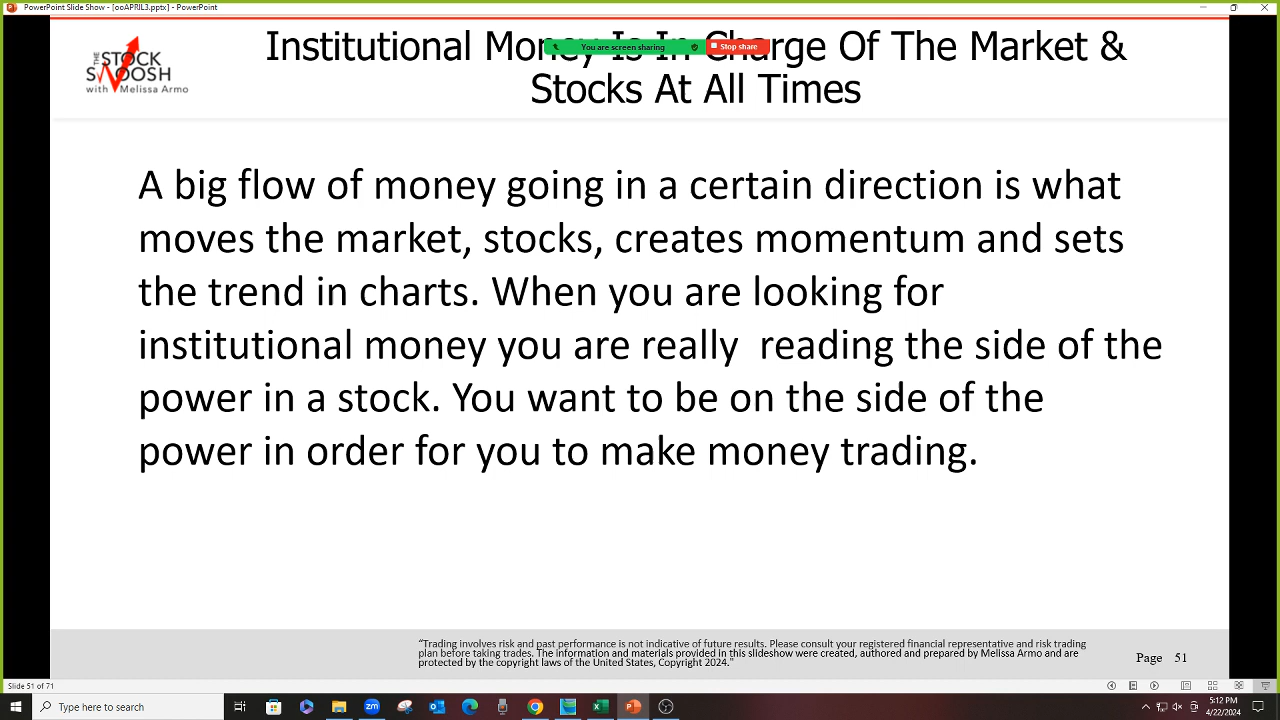 PowerPoint Slide Show - [ooAPRIL3.pptx] - PowerPoint
THE
STOCK
SWOOSH
with Melissa Armo
Institutional Money Is In Charge Of The Market &
You are screen sharing
Stop share
Stocks At All Times
A big flow of money going in a certain direction is what
moves the market, stocks, creates momentum and sets
the trend in charts. When you are looking for
institutional money you are really  reading the side of the
power in a stock. You want to be on the side of the
power in order for you to make money trading.
"Trading involves risk and past performance is not indicative of future results. Please consult your registered financial representative and risk trading
plan before taking trades. The information and materials provided in this slideshow were created, authored and prepared by Melissa Armo and are
protected by the copyright laws of the United States, Copyright 2024."
Page 51
Slide 51 of 71
Type here to search
5:12 PM
4/22/2024